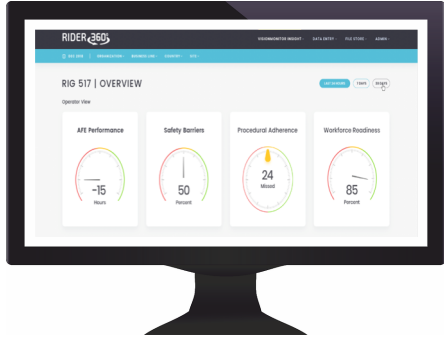 RIDER 360
VISIONMONITOR INSIGHT DATA ENTRY FILE STORE ADMIN
RIG 517 | OVERVIEW
Operator View
AFE Performance
-15
Hours
Safety Barriers
50
Percent
Procedural Adherence
24
Missed
Workforce Readiness
85
Percent